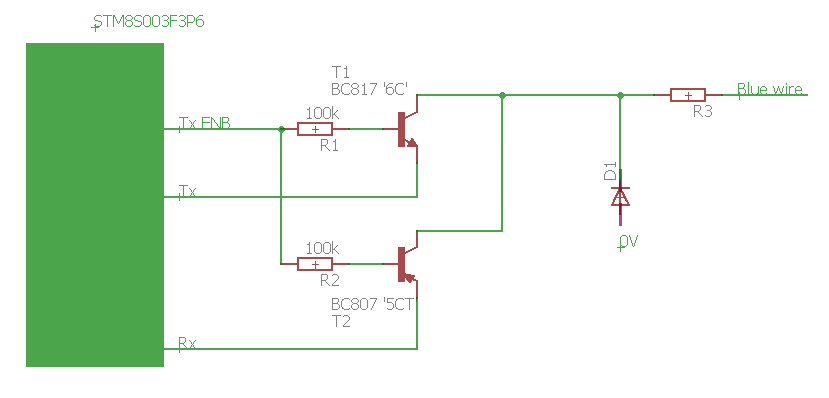 STM8S003F3P6
T1
BC817 '6C'
Blue wire
R3
100k
R1
Tx ENB
D1
Tx
0V
100k
R2
BC807 '5CT
T2
Rx